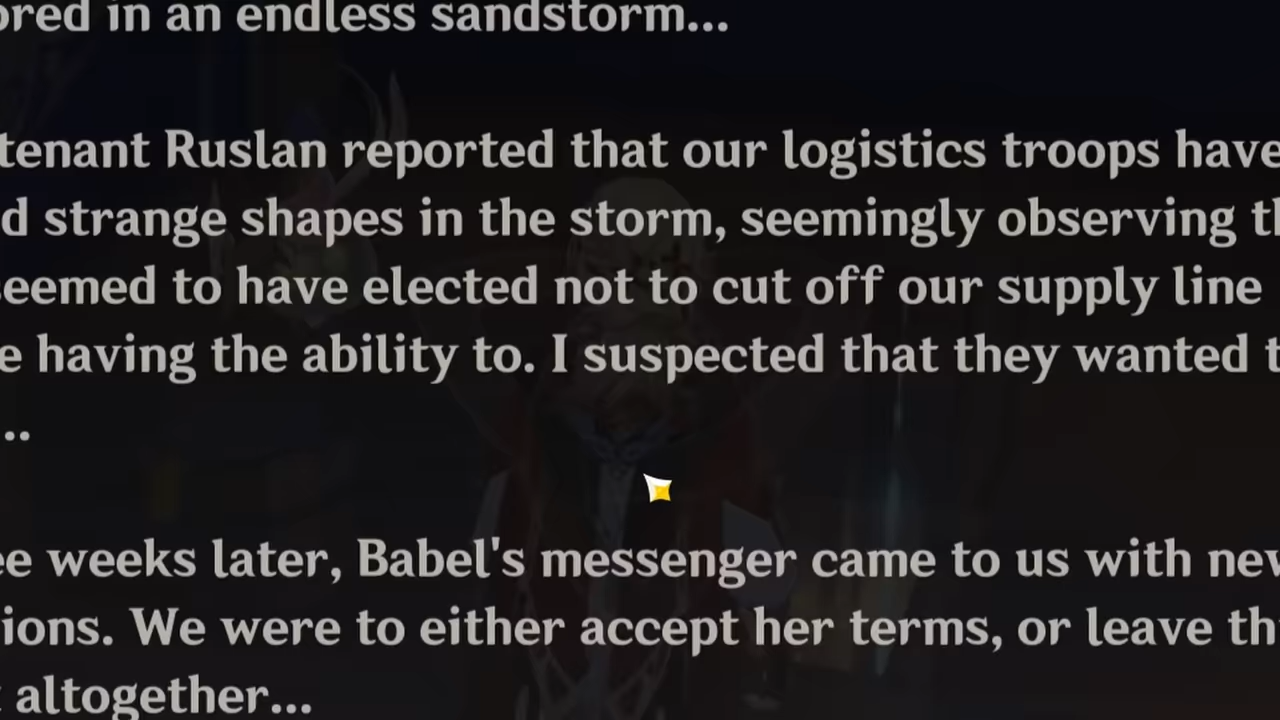 ored in an endless sandstorm...
tenant Ruslan reported that our logistics troops have
d strange shapes in the storm, seemingly observing th
seemed to have elected not to cut off our supply line
e having the ability to. I suspected that they wanted t
..
ee weeks later, Babel's messenger came to us with new
ions. We were to either accept her terms, or leave thi
t altogether...